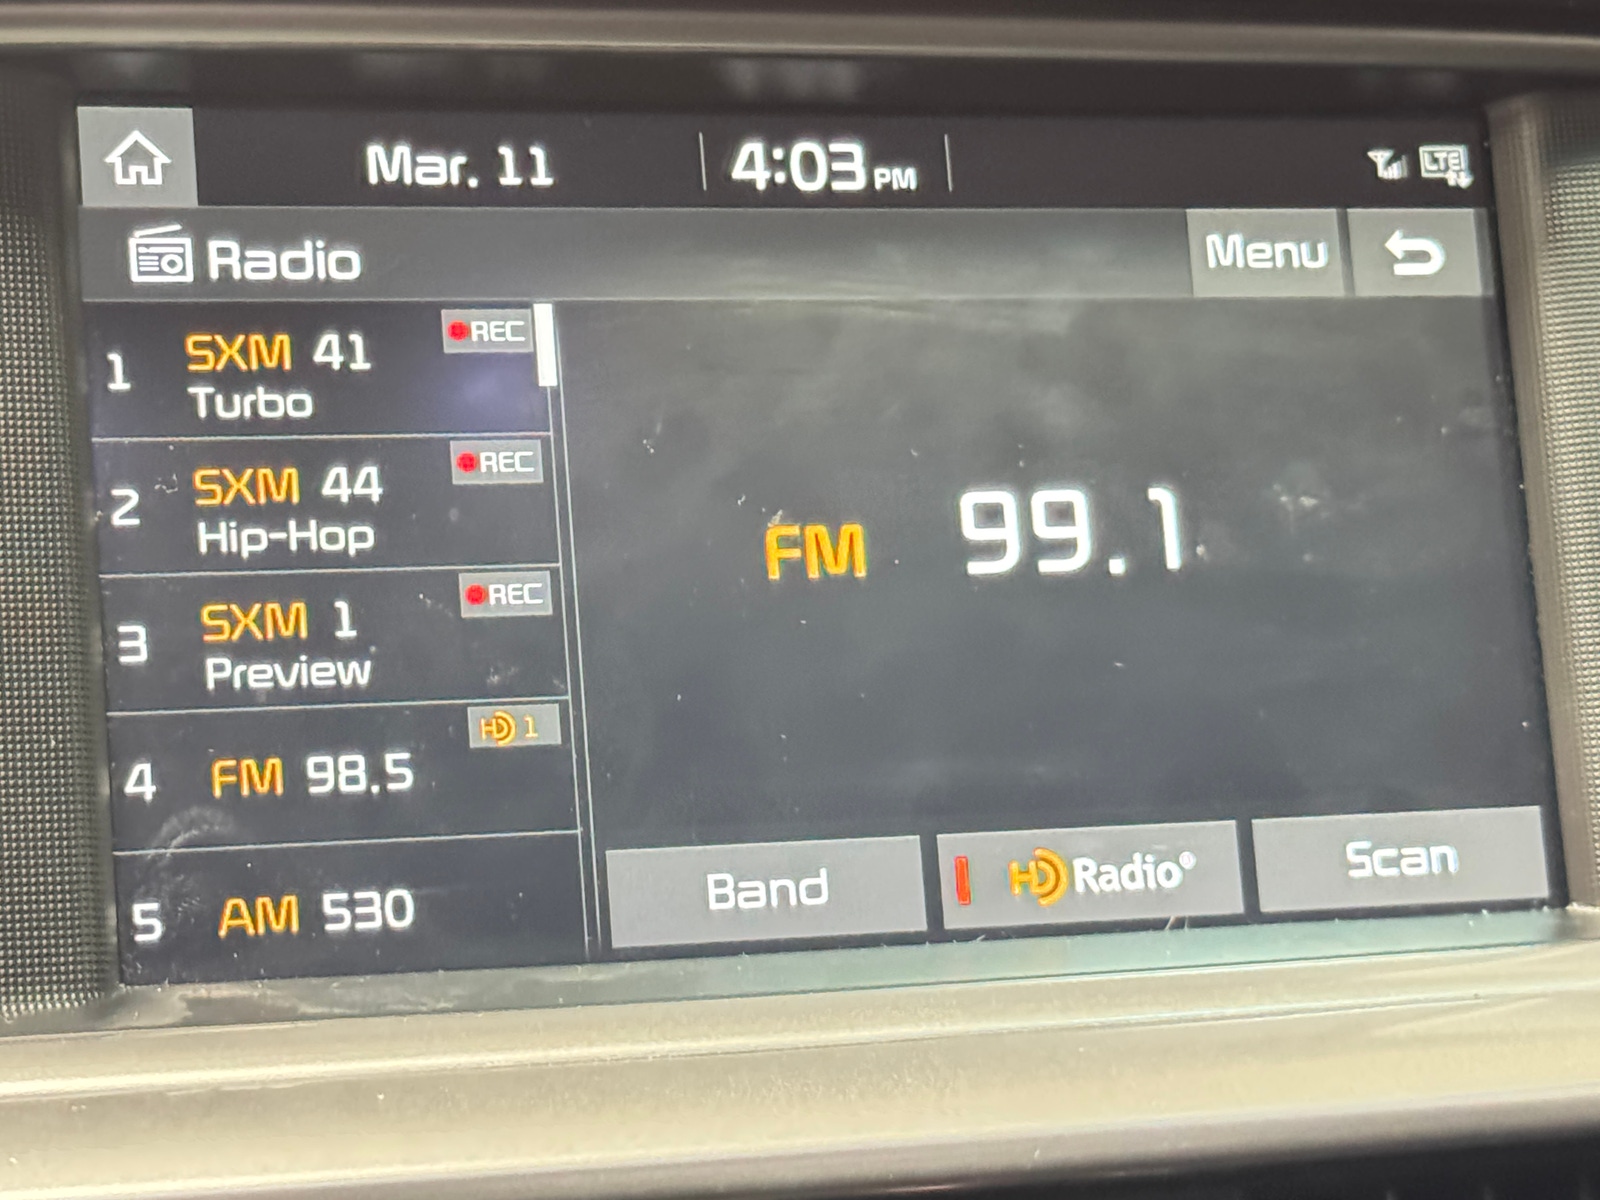 Mar. 11
4:03 PM
LTE
Radio
Menu
1 SXM 41 REC
Turbo
2 SXM 44 REC
Hip-Hop
3 SXM 1 REC
Preview
4 FM 98.5 HD 1
5 AM 530
FM 99.1
Band
HD Radio®
Scan